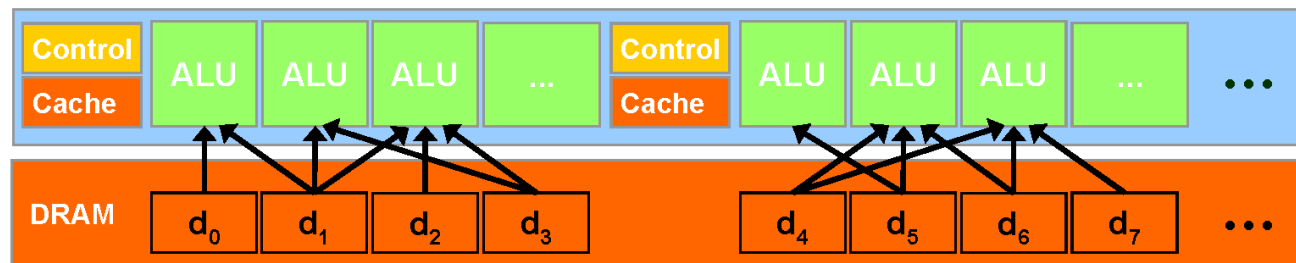 Control
Cache
ALU
ALU
ALU
...
Control
Cache
ALU
ALU
ALU
...
...
DRAM
d₀
d₁
d₂
d₃
d₄
d₅
d₆
d₇
...